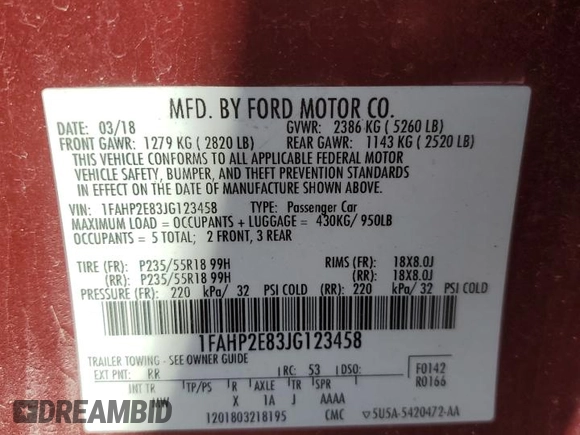 MFD. BY FORD MOTOR CO.
DATE: 03/18 GVWR: 2386 KG ( 5260 LB)
FRONT GAWR: 1279 KG ( 2820 LB) REAR GAWR: 1143 KG ( 2520 LB)
THIS VEHICLE CONFORMS TO ALL APPLICABLE FEDERAL MOTOR
VEHICLE SAFETY, BUMPER, AND THEFT PREVENTION STANDARDS
IN EFFECT ON THE DATE OF MANUFACTURE SHOWN ABOVE.
VIN: 1FAHP2E83JG123458 TYPE: Passenger Car
MAXIMUM LOAD = OCCUPANTS + LUGGAGE = 430KG/ 950LB
OCCUPANTS = 5 TOTAL; 2 FRONT, 3 REAR
TIRE (FR): P235/55R18 99H RIMS (FR): 18X8.0J
(RR): P235/55R18 99H (RR): 18X8.0J
PRESSURE (FR): 220 kPa/ 32 PSI COLD (RR): 220 kPa/ 32 PSI COLD
1FAHP2E83JG123458
TRAILER TOWING - SEE OWNER GUIDE
EXT PNT: RR RC: 53 DSO: F0142
INT TR TP/PS R AXLE TR SPR R0166
X 1A J AAAA
1201803218195 CMC 5U5A-5420472-AA
EPICVIN
DREAMBID